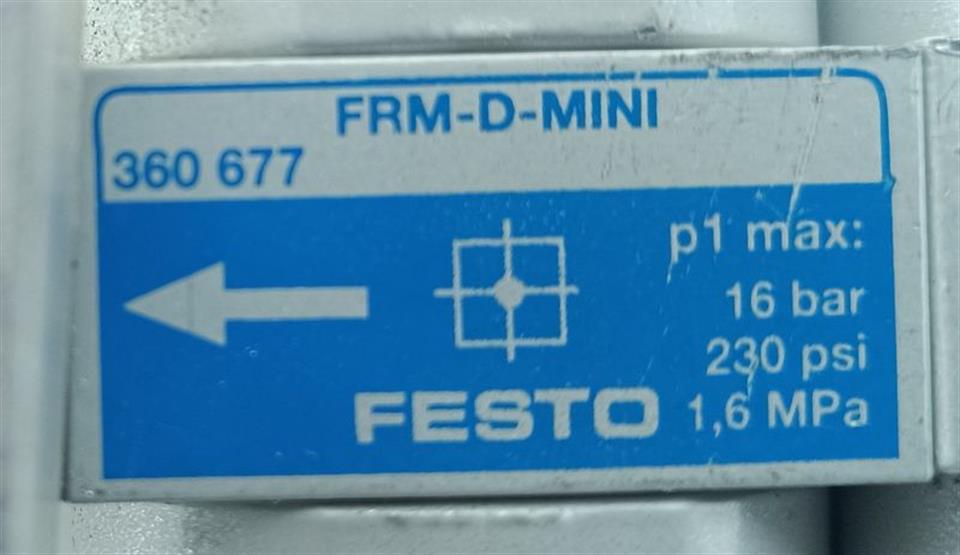 FRM-D-MINI
360 677
p1 max:
16 bar
230 psi
FESTO 1,6 MPa